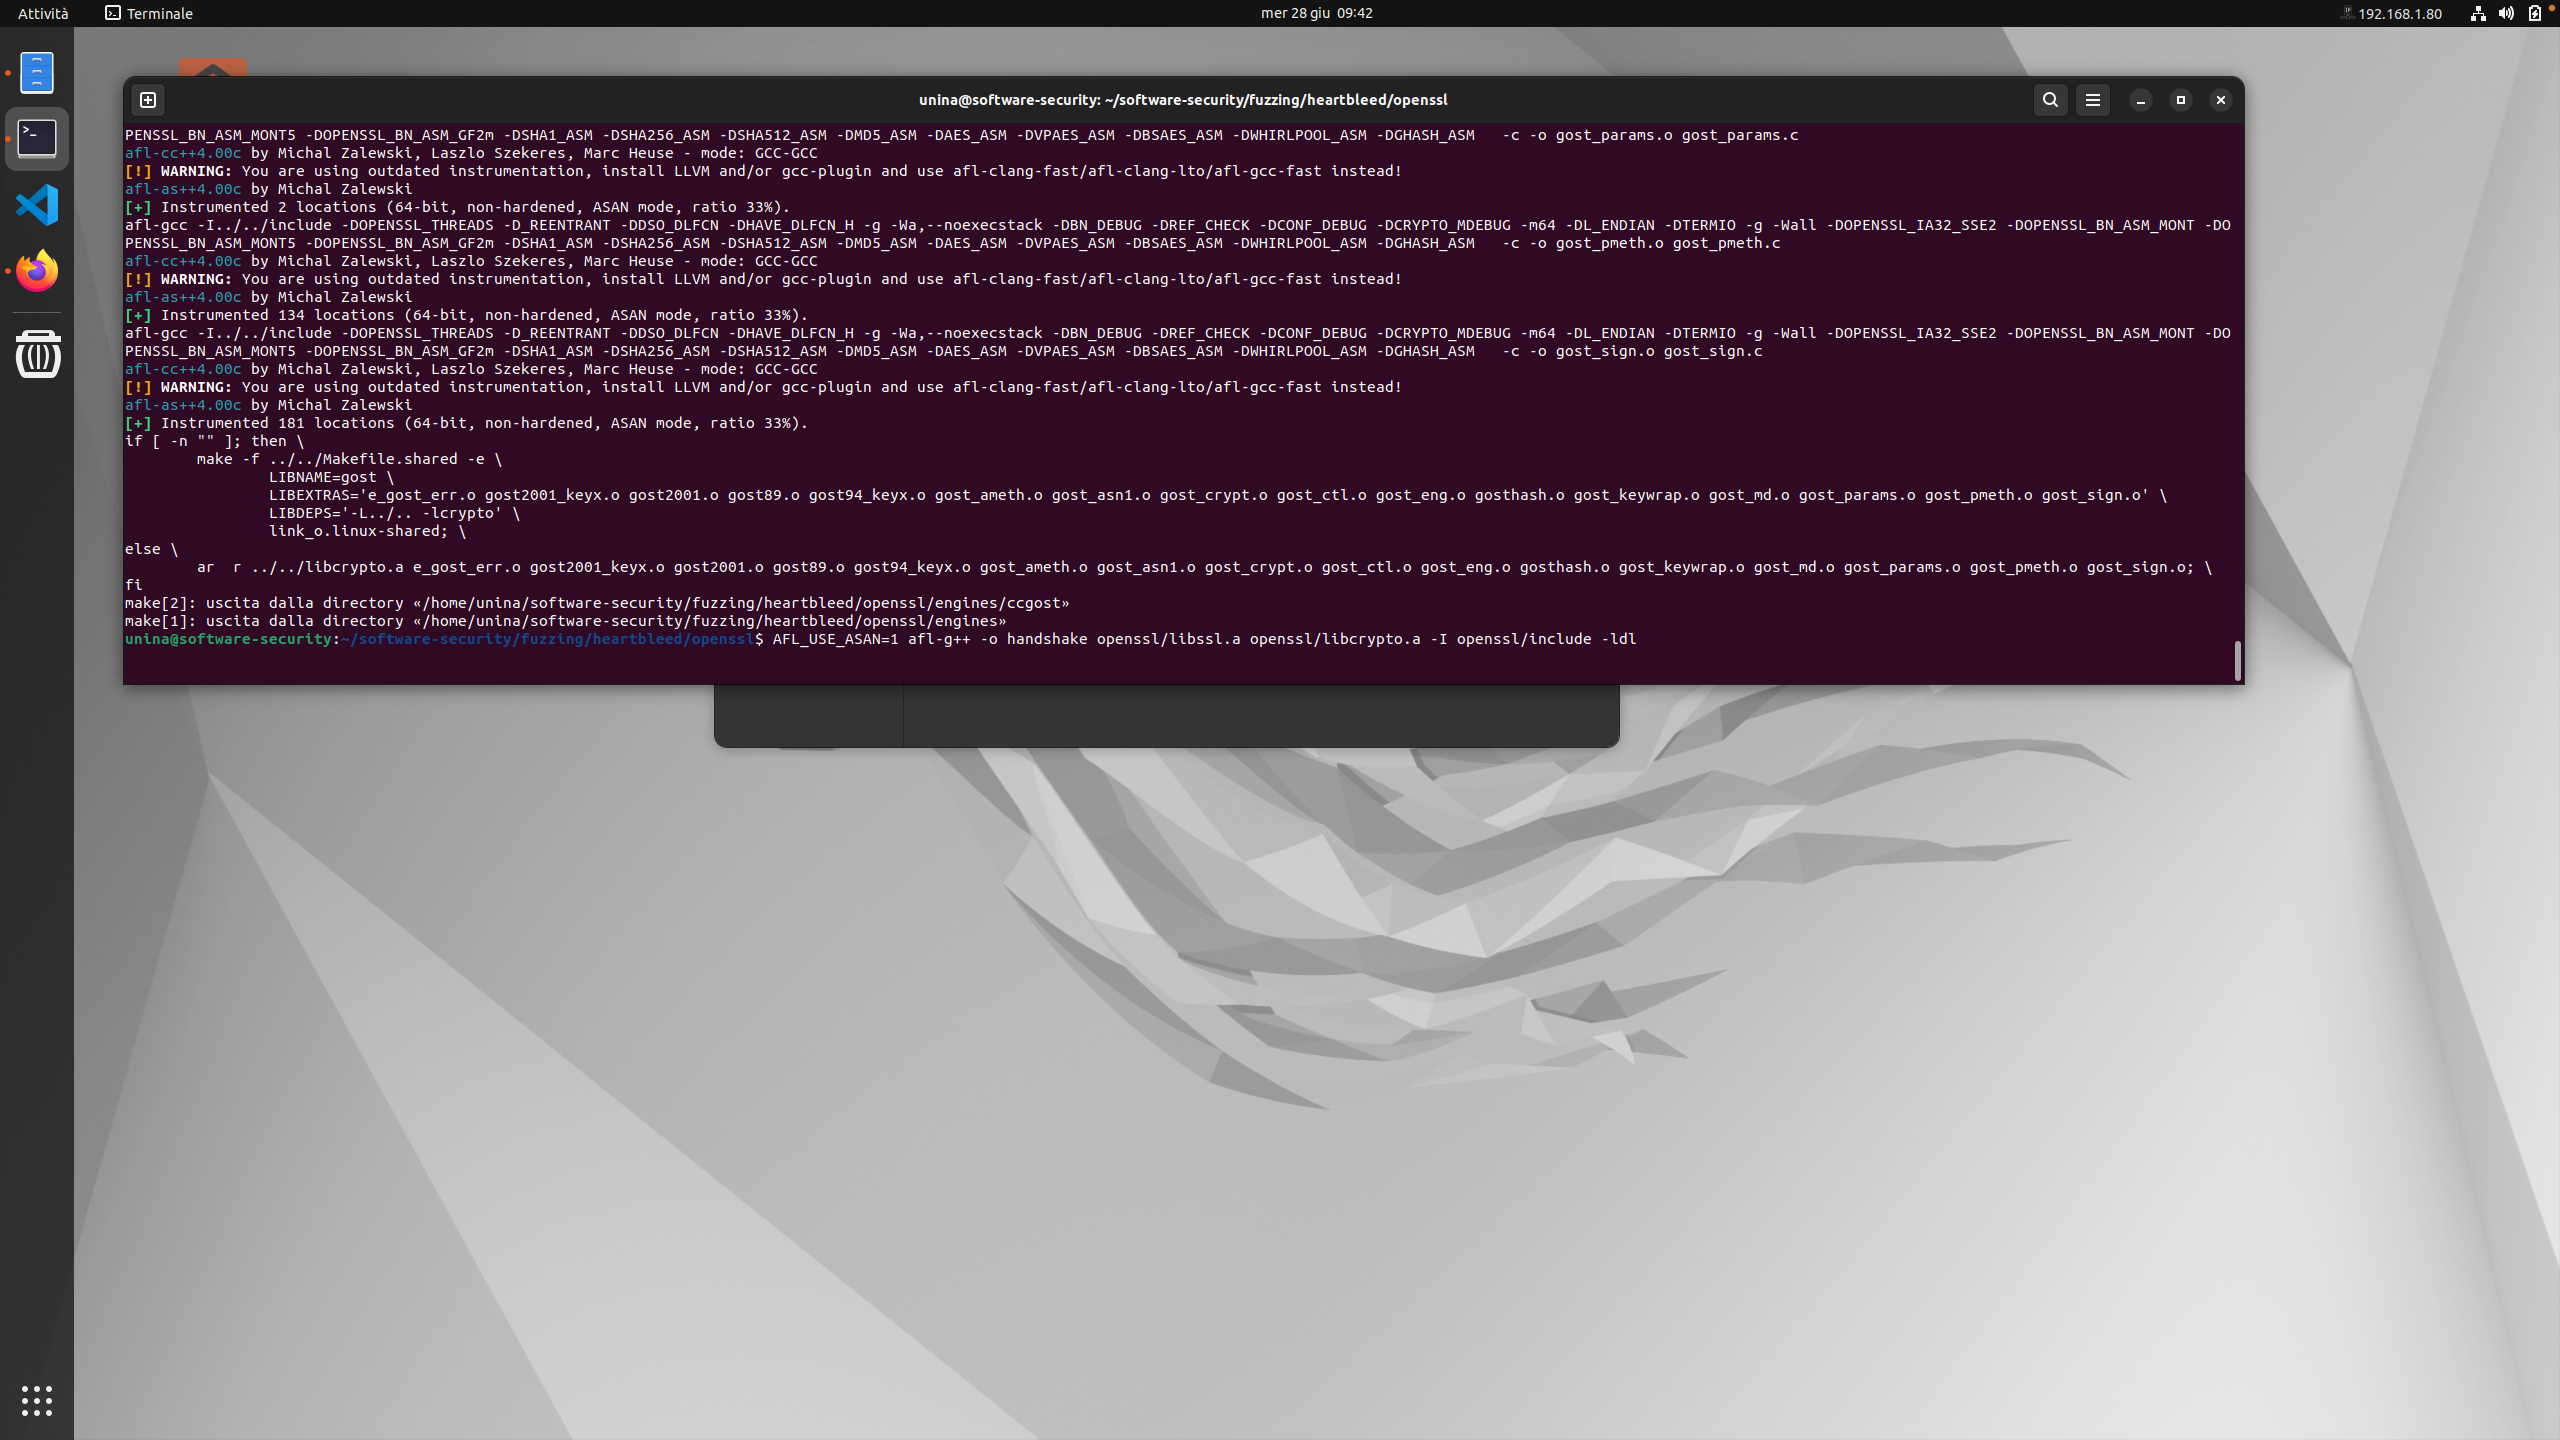 Attività
Terminale
mer 28 giu 09:42
192.168.1.80
unina@software-security: ~/software-security/fuzzing/heartbleed/openssl
PENSSL_BN_ASM_MONT5 -DOPENSSL_BN_ASM_GF2m -DSHA1_ASM -DSHA256_ASM -DSHA512_ASM -DMD5_ASM -DAES_ASM -DVPAES_ASM -DBSAES_ASM -DWHIRLPOOL_ASM -DGHASH_ASM   -c -o gost_params.o gost_params.c
afl-cc++4.00c by Michal Zalewski, Laszlo Szekeres, Marc Heuse - mode: GCC-GCC
[!] WARNING: You are using outdated instrumentation, install LLVM and/or gcc-plugin and use afl-clang-fast/afl-clang-lto/afl-gcc-fast instead!
afl-as++4.00c by Michal Zalewski
[+] Instrumented 2 locations (64-bit, non-hardened, ASAN mode, ratio 33%).
afl-gcc -I../../include -DOPENSSL_THREADS -D_REENTRANT -DDSO_DLFCN -DHAVE_DLFCN_H -g -Wa,--noexecstack -DBN_DEBUG -DREF_CHECK -DCONF_DEBUG -DCRYPTO_MDEBUG -m64 -DL_ENDIAN -DTERMIO -g -Wall -DOPENSSL_IA32_SSE2 -DOPENSSL_BN_ASM_MONT -DO
PENSSL_BN_ASM_MONT5 -DOPENSSL_BN_ASM_GF2m -DSHA1_ASM -DSHA256_ASM -DSHA512_ASM -DMD5_ASM -DAES_ASM -DVPAES_ASM -DBSAES_ASM -DWHIRLPOOL_ASM -DGHASH_ASM   -c -o gost_pmeth.o gost_pmeth.c
afl-cc++4.00c by Michal Zalewski, Laszlo Szekeres, Marc Heuse - mode: GCC-GCC
[!] WARNING: You are using outdated instrumentation, install LLVM and/or gcc-plugin and use afl-clang-fast/afl-clang-lto/afl-gcc-fast instead!
afl-as++4.00c by Michal Zalewski
[+] Instrumented 134 locations (64-bit, non-hardened, ASAN mode, ratio 33%).
afl-gcc -I../../include -DOPENSSL_THREADS -D_REENTRANT -DDSO_DLFCN -DHAVE_DLFCN_H -g -Wa,--noexecstack -DBN_DEBUG -DREF_CHECK -DCONF_DEBUG -DCRYPTO_MDEBUG -m64 -DL_ENDIAN -DTERMIO -g -Wall -DOPENSSL_IA32_SSE2 -DOPENSSL_BN_ASM_MONT -DO
PENSSL_BN_ASM_MONT5 -DOPENSSL_BN_ASM_GF2m -DSHA1_ASM -DSHA256_ASM -DSHA512_ASM -DMD5_ASM -DAES_ASM -DVPAES_ASM -DBSAES_ASM -DWHIRLPOOL_ASM -DGHASH_ASM   -c -o gost_sign.o gost_sign.c
afl-cc++4.00c by Michal Zalewski, Laszlo Szekeres, Marc Heuse - mode: GCC-GCC
[!] WARNING: You are using outdated instrumentation, install LLVM and/or gcc-plugin and use afl-clang-fast/afl-clang-lto/afl-gcc-fast instead!
afl-as++4.00c by Michal Zalewski
[+] Instrumented 181 locations (64-bit, non-hardened, ASAN mode, ratio 33%).
if [ -n "" ]; then \
        make -f ../../Makefile.shared -e \
                LIBNAME=gost \
                LIBEXTRAS='e_gost_err.o gost2001_keyx.o gost2001.o gost89.o gost94_keyx.o gost_ameth.o gost_asn1.o gost_crypt.o gost_ctl.o gost_eng.o gosthash.o gost_keywrap.o gost_md.o gost_params.o gost_pmeth.o gost_sign.o' \
                LIBDEPS='-L../.. -lcrypto' \
                link_o.linux-shared; \
else \
        ar  r ../../libcrypto.a e_gost_err.o gost2001_keyx.o gost2001.o gost89.o gost94_keyx.o gost_ameth.o gost_asn1.o gost_crypt.o gost_ctl.o gost_eng.o gosthash.o gost_keywrap.o gost_md.o gost_params.o gost_pmeth.o gost_sign.o; \
fi
make[2]: uscita dalla directory «/home/unina/software-security/fuzzing/heartbleed/openssl/engines/ccgost»
make[1]: uscita dalla directory «/home/unina/software-security/fuzzing/heartbleed/openssl/engines»
unina@software-security:~/software-security/fuzzing/heartbleed/openssl$ AFL_USE_ASAN=1 afl-g++ -o handshake openssl/libssl.a openssl/libcrypto.a -I openssl/include -ldl